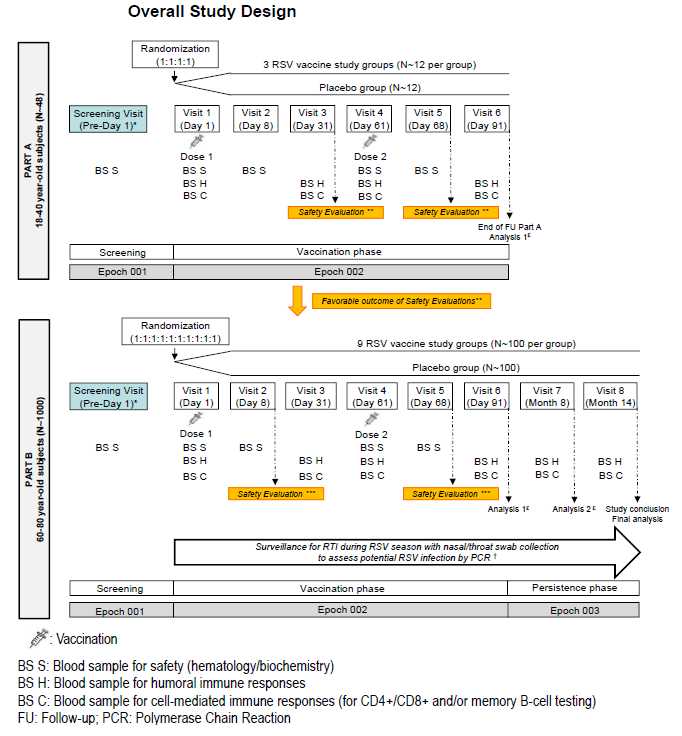 Overall Study Design
Randomization
(1:1:1:1)
3 RSV vaccine study groups (N~12 per group)
Placebo group (N~12)
PART A
18-40 year-old subjects (N~48)
Screening Visit
(Pre-Day 1)*
Visit 1
(Day 1)
Visit 2
(Day 8)
Visit 3
(Day 31)
Visit 4
(Day 61)
Visit 5
(Day 68)
Visit 6
(Day 91)
Dose 1
Dose 2
BS S
BS S
BS S
BS S
BS S
BS H
BS H
BS H
BS H
BS C
BS C
BS C
BS C
Safety Evaluation **
Safety Evaluation **
End of FU Part A
Analysis 1£
Screening
Vaccination phase
Epoch 001
Epoch 002
Favorable outcome of Safety Evaluations**
Randomization
(1:1:1:1:1:1:1:1:1:1)
9 RSV vaccine study groups (N~100 per group)
Placebo group (N~100)
PART B
60-80 year-old subjects (N~1000)
Screening Visit
(Pre-Day 1)*
Visit 1
(Day 1)
Visit 2
(Day 8)
Visit 3
(Day 31)
Visit 4
(Day 61)
Visit 5
(Day 68)
Visit 6
(Day 91)
Visit 7
(Month 8)
Visit 8
(Month 14)
Dose 1
Dose 2
BS S
BS S
BS S
BS S
BS S
BS H
BS H
BS H
BS H
BS H
BS H
BS C
BS C
BS C
BS C
BS C
BS C
Safety Evaluation ***
Safety Evaluation ***
Analysis 1£
Analysis 2 £
Study conclusion
Final analysis
Surveillance for RTI during RSV season with nasal/throat swab collection
to assess potential RSV infection by PCR †
Screening
Vaccination phase
Persistence phase
Epoch 001
Epoch 002
Epoch 003
: Vaccination
BS S: Blood sample for safety (hematology/biochemistry)
BS H: Blood sample for humoral immune responses
BS C: Blood sample for cell-mediated immune responses (for CD4+/CD8+ and/or memory B-cell testing)
FU: Follow-up; PCR: Polymerase Chain Reaction